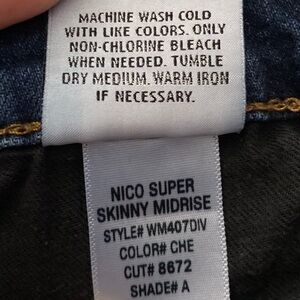 MACHINE WASH COLD
WITH LIKE COLORS. ONLY
NON-CHLORINE BLEACH
WHEN NEEDED. TUMBLE
DRY MEDIUM. WARM IRON
IF NECESSARY.
NICO SUPER
SKINNY MIDRISE
STYLE# WM407DIV
COLOR# CHE
CUT# 8672
SHADE# A